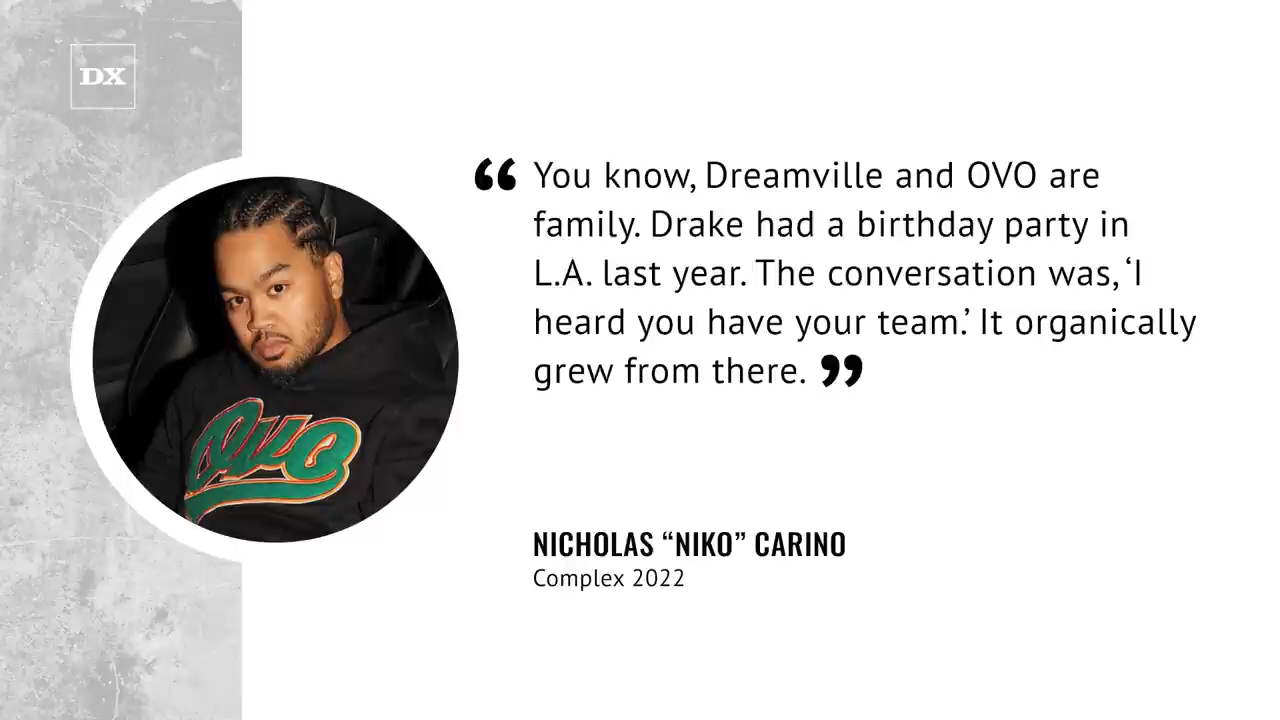 DX
“ You know, Dreamville and OVO are
family. Drake had a birthday party in
L.A. last year. The conversation was, ‘I
heard you have your team.’ It organically
grew from there. ”
OVO
NICHOLAS “NIKO” CARINO
Complex 2022